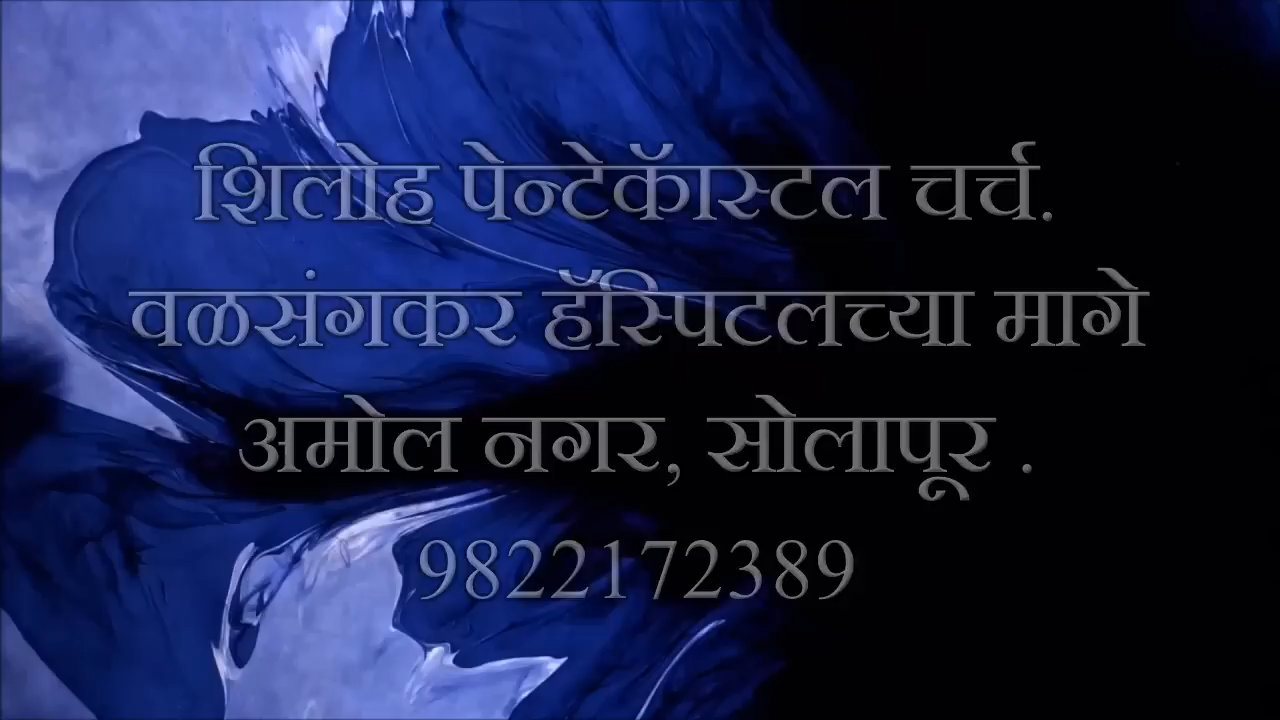 शिलोह पेन्टेकॅास्टल चर्च.
वळसंगकर हॅास्पिटलच्या मागे
अमोल नगर, सोलापूर .
9822172389